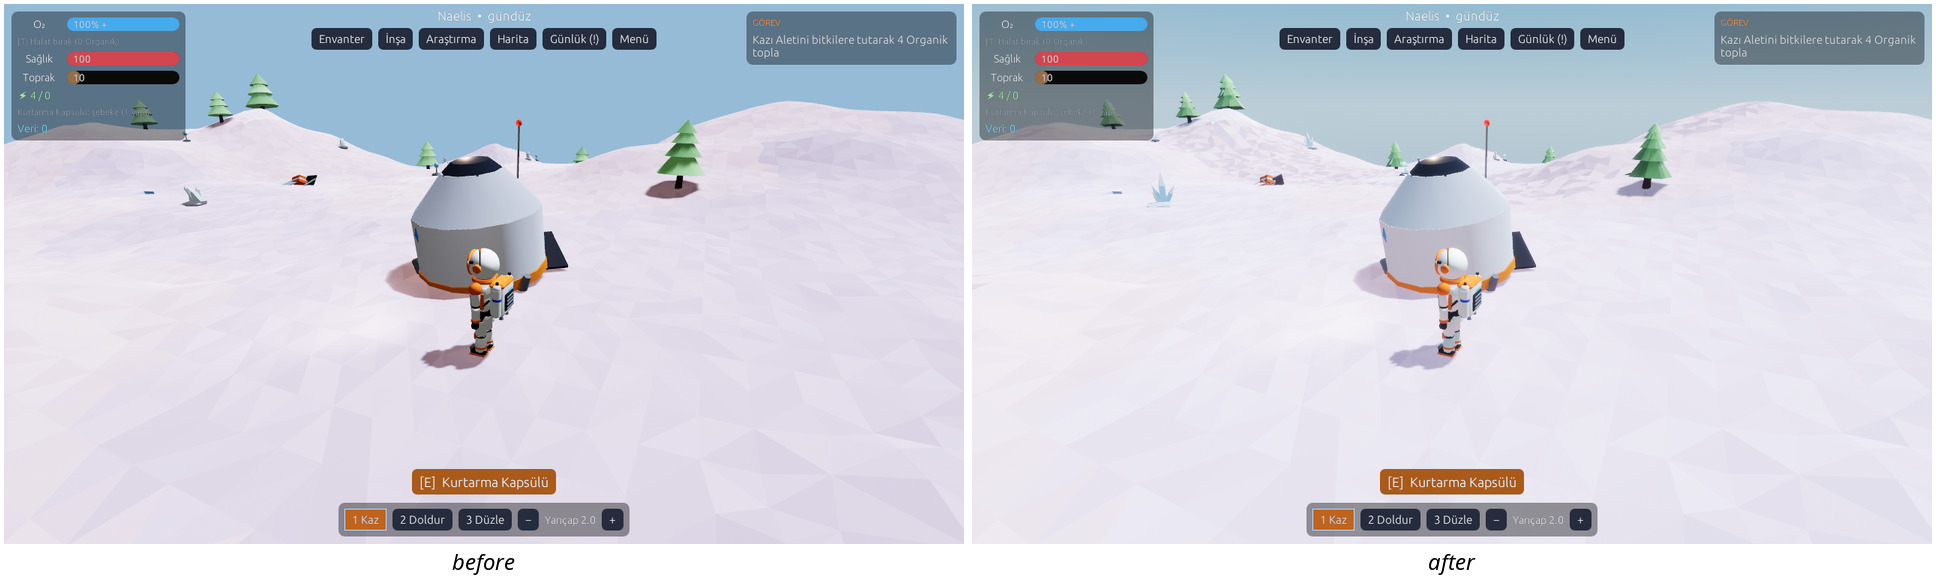 Naelis • gündüz
O₂ 100% +
[T] Halat bırak (0 Organik)
Sağlık 100
Toprak 10
4 / 0
Veri: 0
Envanter İnşa Araştırma Harita Günlük (!) Menü
GÖREV
Kazı Aletini bitkilere tutarak 4 Organik
topla
[E] Kurtarma Kapsülü
1 Kaz 2 Doldur 3 Düzle − Yarıçap 2.0 +
before
Naelis • gündüz
O₂ 100% +
Sağlık 100
Toprak 10
4 / 0
Veri: 0
Envanter İnşa Araştırma Harita Günlük (!) Menü
GÖREV
Kazı Aletini bitkilere tutarak 4 Organik
topla
[E] Kurtarma Kapsülü
1 Kaz 2 Doldur 3 Düzle − Yarıçap 2.0 +
after